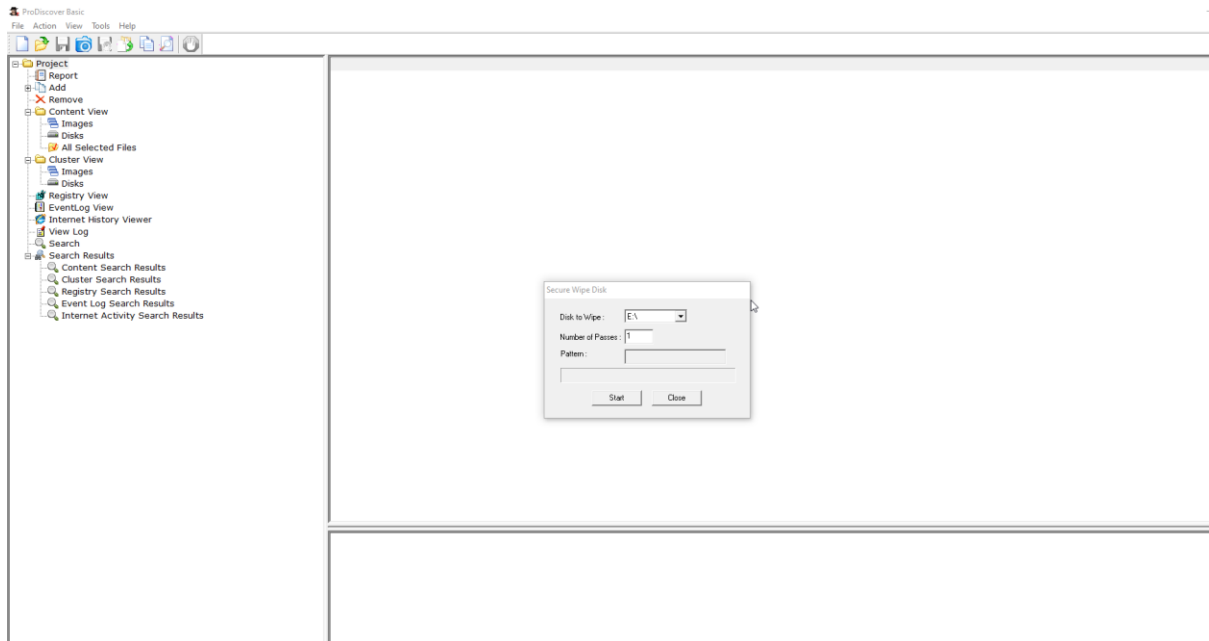 ProDiscover Basic
File Action View Tools Help
Project
Report
Add
Remove
Content View
Images
Disks
All Selected Files
Cluster View
Images
Disks
Registry View
EventLog View
Internet History Viewer
View Log
Search
Search Results
Content Search Results
Cluster Search Results
Registry Search Results
Event Log Search Results
Internet Activity Search Results
Secure Wipe Disk
Disk to Wipe : E:\
Number of Passes : 1
Pattern :
Start Close